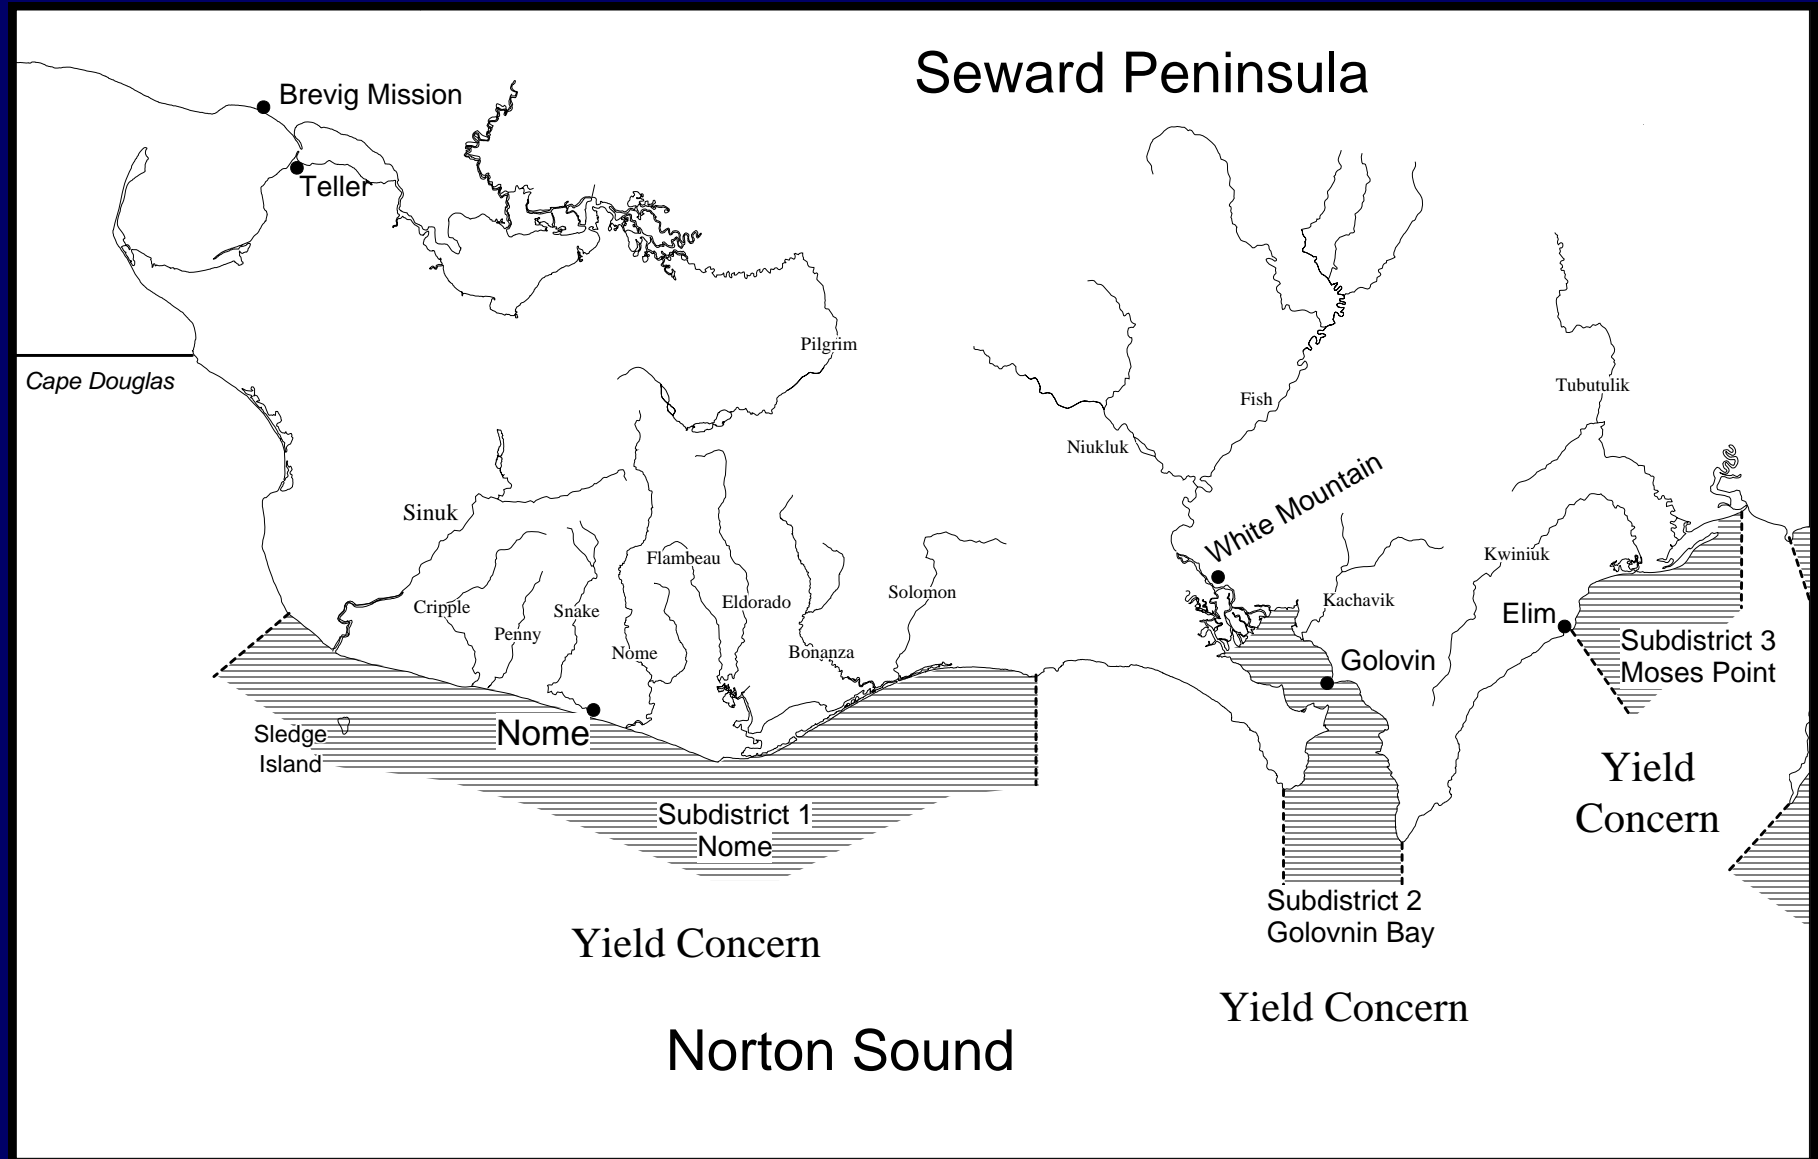 Seward Peninsula
Brevig Mission
Teller
Pilgrim
Cape Douglas
Fish
Tubutulik
Niukluk
White Mountain
Sinuk
Flambeau
Kwiniuk
Cripple
Snake
Eldorado
Solomon
Kachavik
Elim
Penny
Nome
Bonanza
Golovin
Subdistrict 3
Moses Point
Sledge
Island
Nome
Yield
Concern
Subdistrict 1
Nome
Subdistrict 2
Golovnin Bay
Yield Concern
Yield Concern
Norton Sound